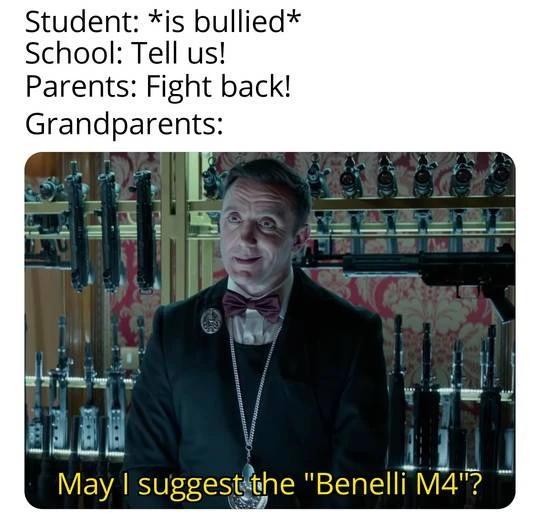 Student: *is bullied*
School: Tell us!
Parents: Fight back!
Grandparents:
May I suggest the "Benelli M4"?